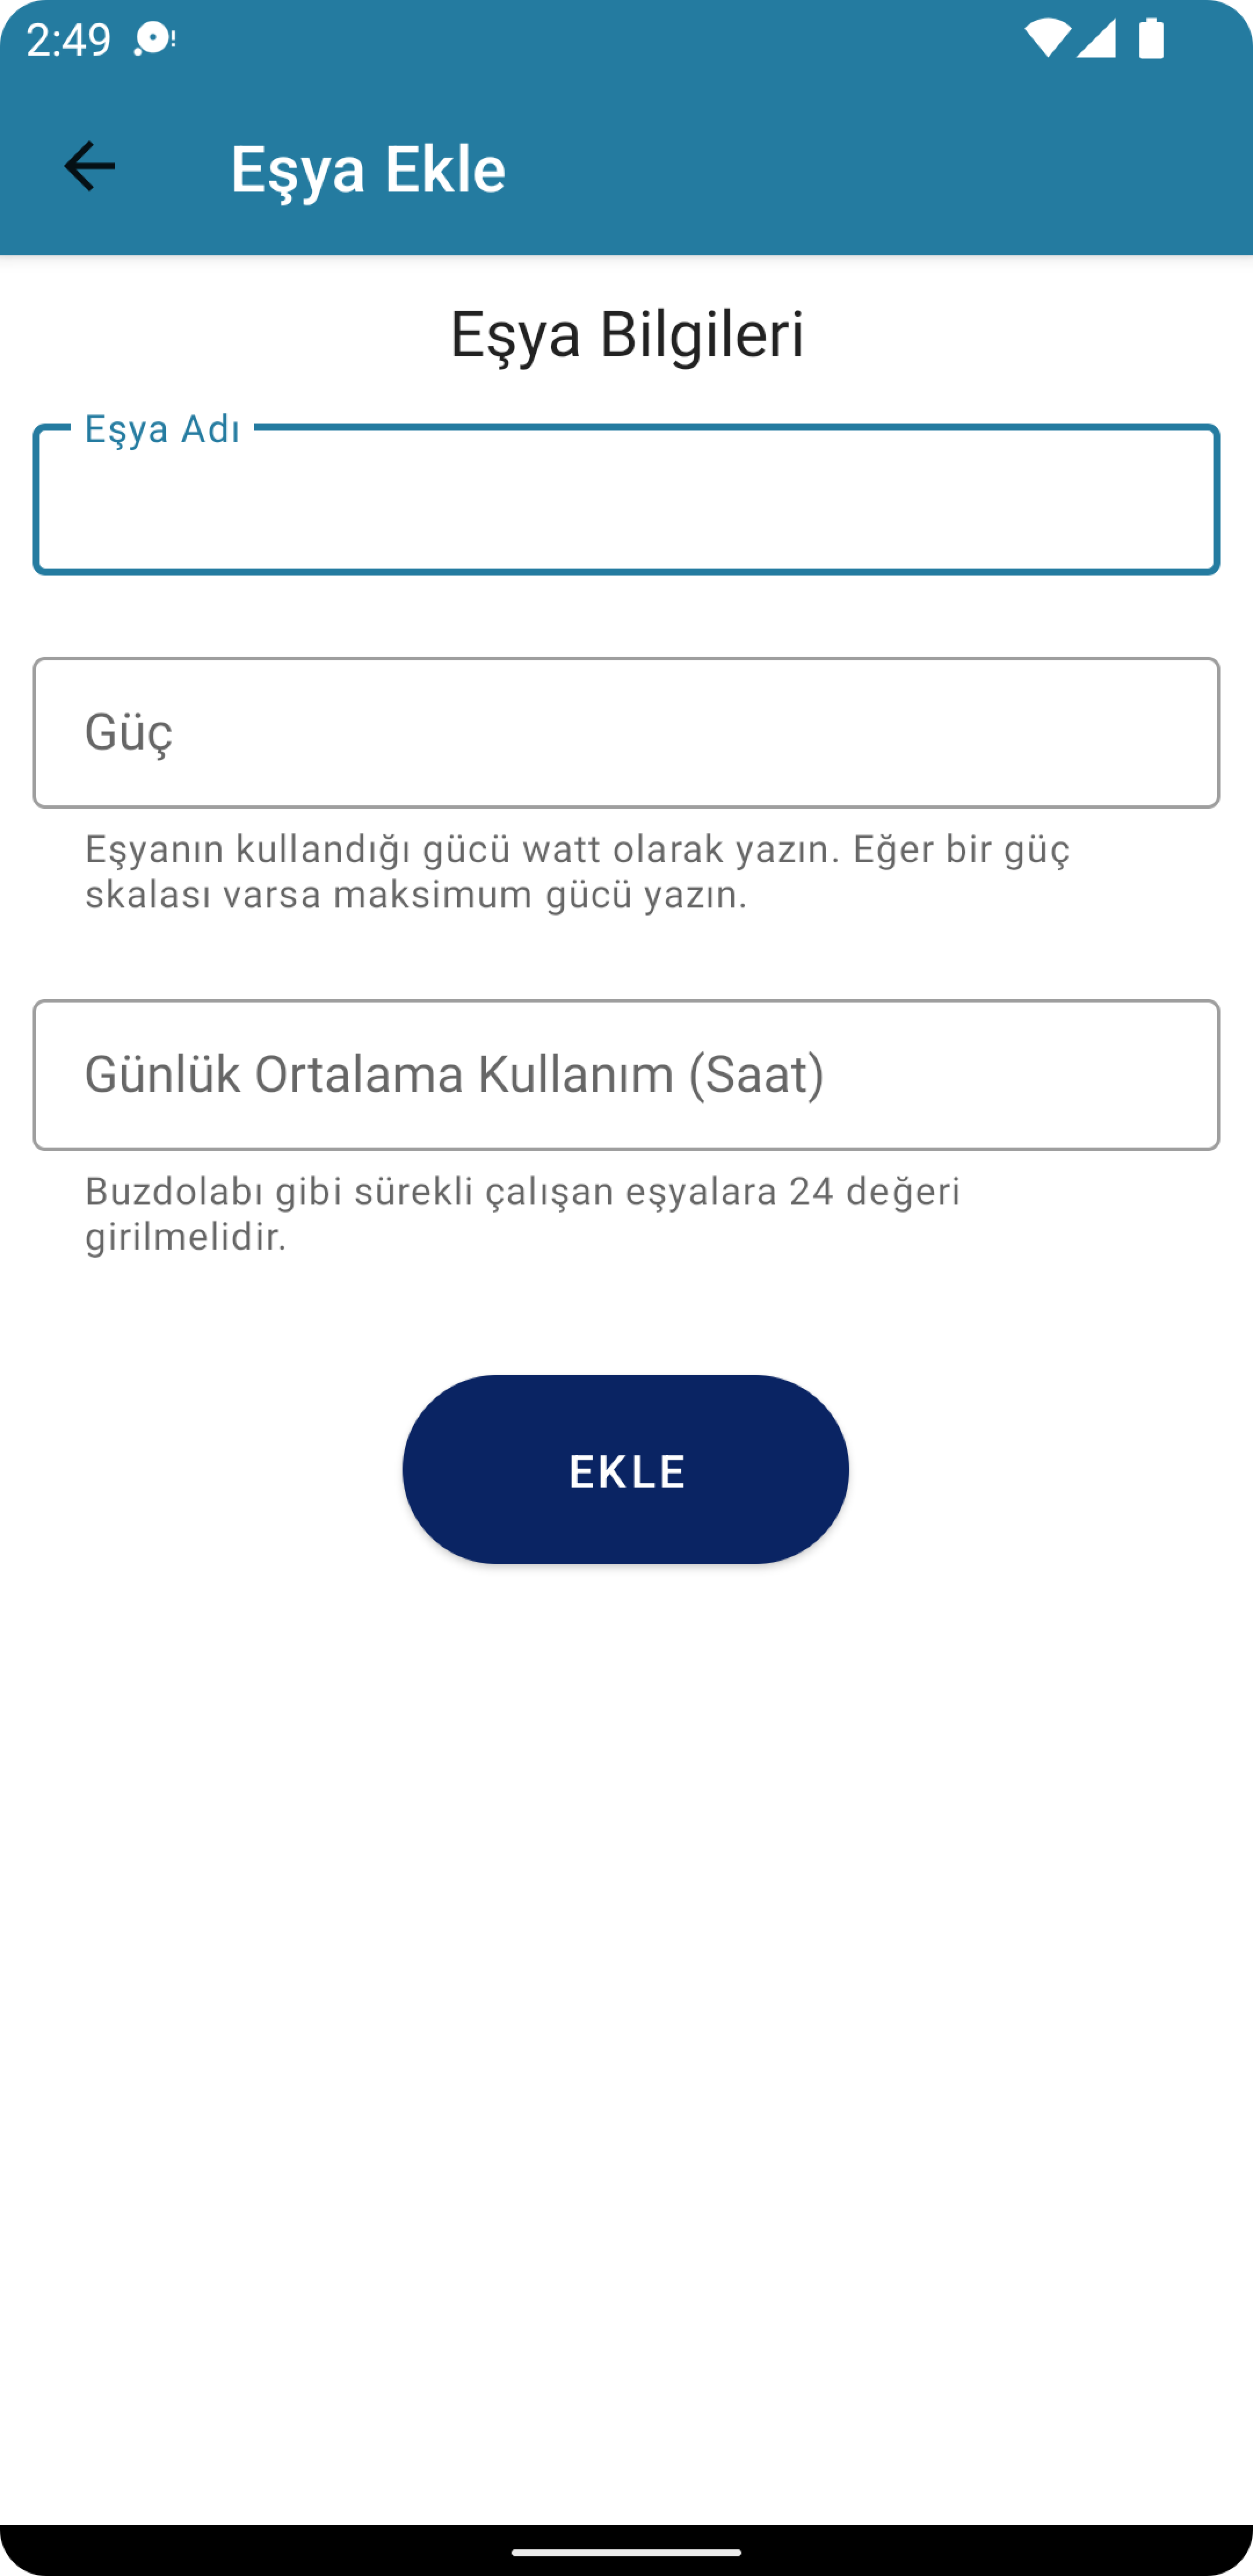 2:49
Eşya Ekle
Eşya Bilgileri
Eşya Adı
Güç
Eşyanın kullandığı gücü watt olarak yazın. Eğer bir güç
skalası varsa maksimum gücü yazın.
Günlük Ortalama Kullanım (Saat)
Buzdolabı gibi sürekli çalışan eşyalara 24 değeri
girilmelidir.
EKLE